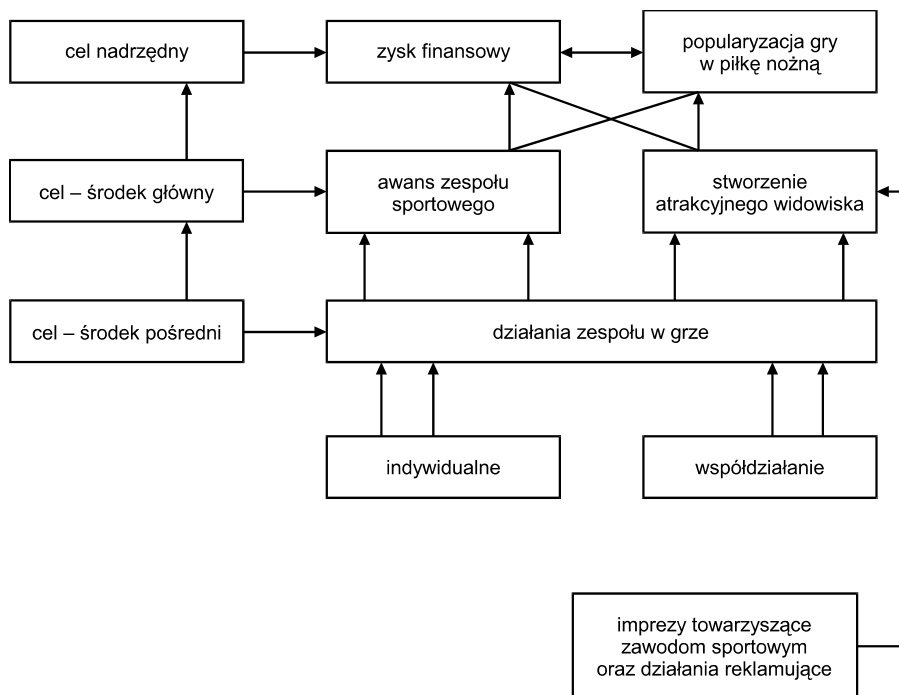 cel nadrzędny
zysk finansowy
popularyzacja gry
w piłkę nożną
cel – środek główny
awans zespołu
sportowego
stworzenie
atrakcyjnego widowiska
cel – środek pośredni
działania zespołu w grze
indywidualne
współdziałanie
imprezy towarzyszące
zawodom sportowym
oraz działania reklamujące